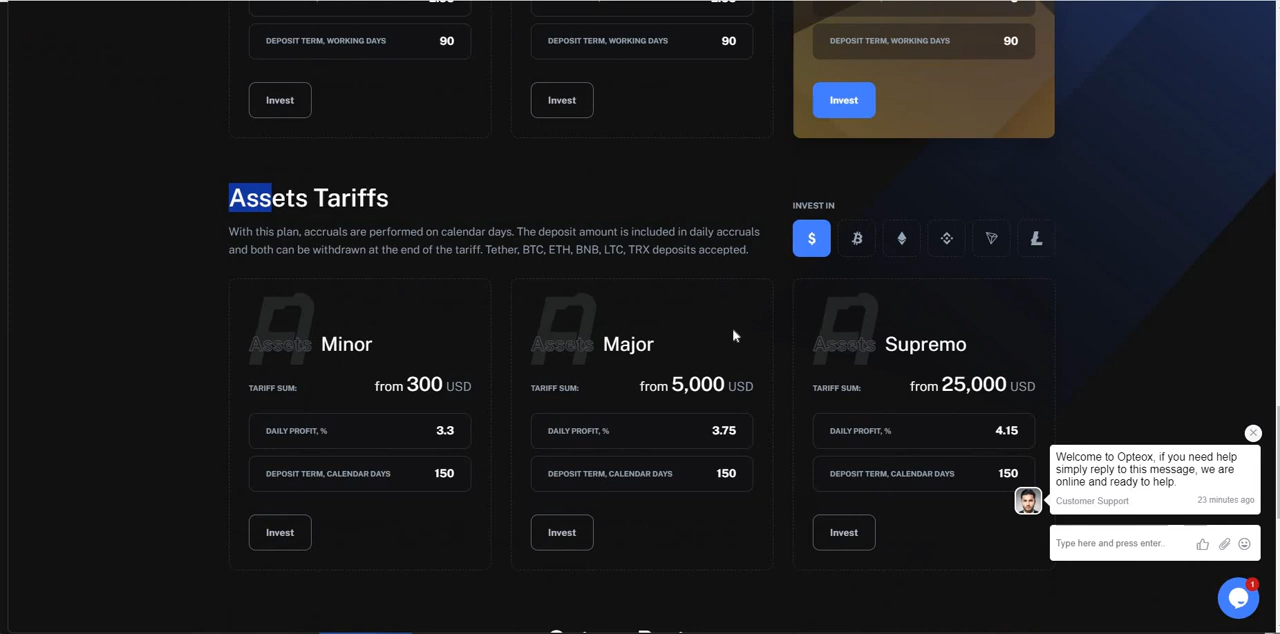 DEPOSIT TERM, WORKING DAYS 90 DEPOSIT TERM, WORKING DAYS 90 DEPOSIT TERM, WORKING DAYS 90
Invest Invest Invest
Assets Tariffs
INVEST IN
With this plan, accruals are performed on calendar days. The deposit amount is included in daily accruals
and both can be withdrawn at the end of the tariff. Tether, BTC, ETH, BNB, LTC, TRX deposits accepted.
$
Assets Minor Assets Major Assets Supremo
TARIFF SUM: from 300 USD TARIFF SUM: from 5,000 USD TARIFF SUM: from 25,000 USD
DAILY PROFIT, % 3.3 DAILY PROFIT, % 3.75 DAILY PROFIT, % 4.15
DEPOSIT TERM, CALENDAR DAYS 150 DEPOSIT TERM, CALENDAR DAYS 150 DEPOSIT TERM, CALENDAR DAYS 150
Invest Invest Invest
Welcome to Opteox, if you need help
simply reply to this message, we are
online and ready to help.
Customer Support 23 minutes ago
Type here and press enter..
1